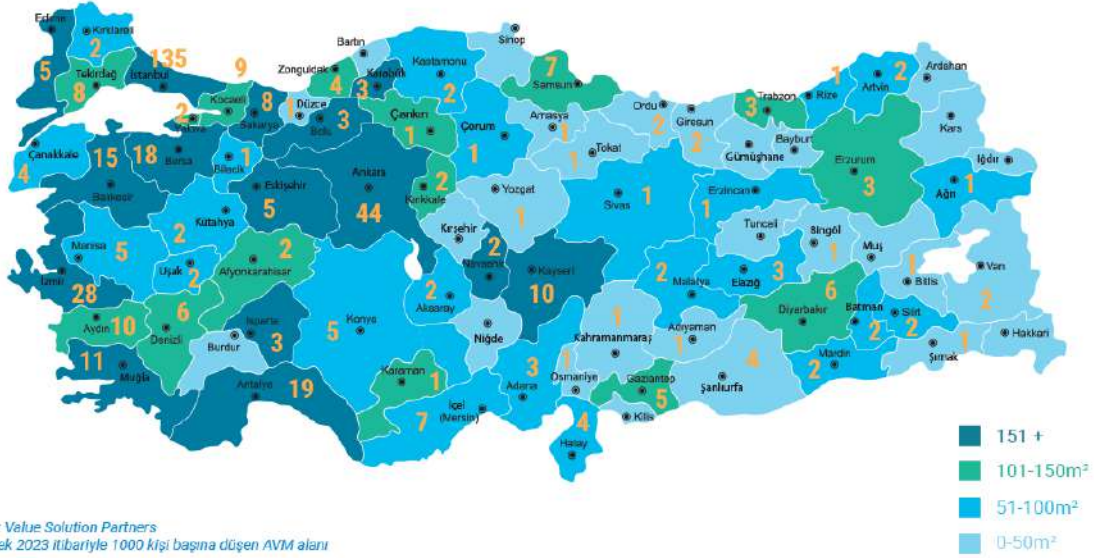 Edirne
Kırklareli
2
5
Tekirdağ
8
135
İstanbul
9
Kocaeli
2
Yalova
8
Sakarya
1
Düzce
Zonguldak
4
Bartın
3
Karabük
3
Bolu
Kastamonu
2
Sinop
7
Samsun
Çankırı
1
Çorum
1
Amasya
1
Tokat
1
Ordu
2
Giresun
2
Trabzon
3
1
Rize
2
Artvin
Ardahan
Kars
Gümüşhane
Bayburt
Erzurum
3
Iğdır
Ağrı
1
Çanakkale
4
15
Balıkesir
18
Bursa
Bilecik
1
Eskişehir
5
Ankara
44
2
Kırıkkale
Yozgat
1
Sivas
1
Erzincan
1
Tunceli
Bingöl
1
Muş
1
Bitlis
Van
2
Kütahya
2
Manisa
5
Uşak
2
2
Afyonkarahisar
İzmir
28
Aydın
10
6
Denizli
Burdur
Isparta
3
11
Muğla
Antalya
19
Konya
5
Kırşehir
2
Nevşehir
2
Aksaray
Kayseri
10
Niğde
Karaman
1
7
İçel
(Mersin)
3
Adana
1
Osmaniye
4
Hatay
1
Kahramanmaraş
Gaziantep
5
Kilis
Adıyaman
1
2
Malatya
Elazığ
3
6
Diyarbakır
Şanlıurfa
4
Batman
2
Siirt
2
Mardin
2
Şırnak
1
Hakkari
151 +
101-150m²
51-100m²
0-50m²
Value Solution Partners
2023 itibariyle 1000 kişi başına düşen AVM alanı